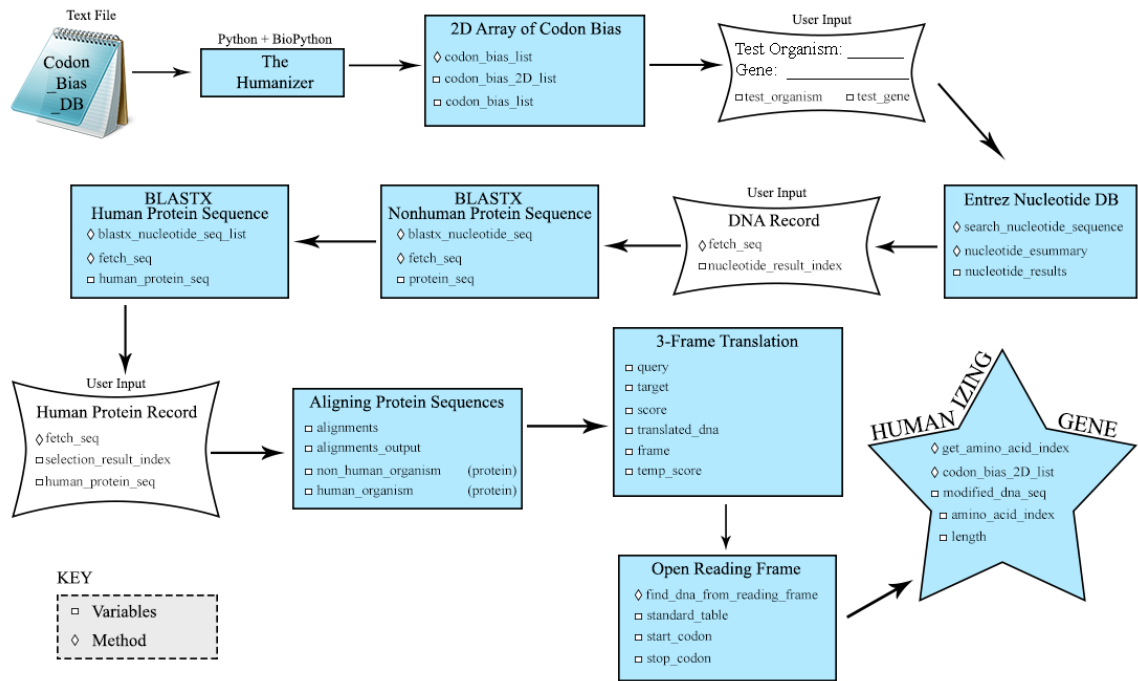 Text File
Codon
_Bias
_DB
Python + BioPython
The
Humanizer
2D Array of Codon Bias
codon_bias_list
codon_bias_2D_list
codon_bias_list
User Input
Test Organism: _____
Gene: ___________
test_organism test_gene
BLASTX
Human Protein Sequence
blastx_nucleotide_seq_list
fetch_seq
human_protein_seq
BLASTX
Nonhuman Protein Sequence
blastx_nucleotide_seq
fetch_seq
protein_seq
User Input
DNA Record
fetch_seq
nucleotide_result_index
Entrez Nucleotide DB
search_nucleotide_sequence
nucleotide_esummary
nucleotide_results
User Input
Human Protein Record
fetch_seq
selection_result_index
human_protein_seq
Aligning Protein Sequences
alignments
alignments_output
non_human_organism (protein)
human_organism (protein)
3-Frame Translation
query
target
score
translated_dna
frame
temp_score
HUMAN IZING GENE
get_amino_acid_index
codon_bias_2D_list
modified_dna_seq
amino_acid_index
length
Open Reading Frame
find_dna_from_reading_frame
standard_table
start_codon
stop_codon
KEY
Variables
Method